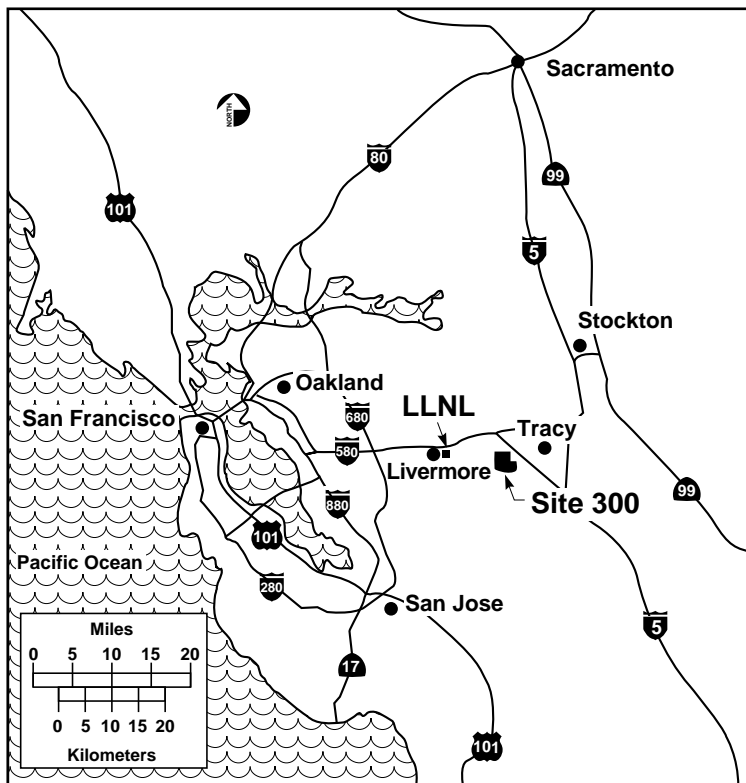 Sacramento
NORTH
80
99
101
5
Stockton
Oakland
San Francisco
680
LLNL
Tracy
580
Livermore
Site 300
99
880
101
Pacific Ocean
280
San Jose
5
Miles
0 5 10 15 20
0 5 10 15 20
Kilometers
17
101